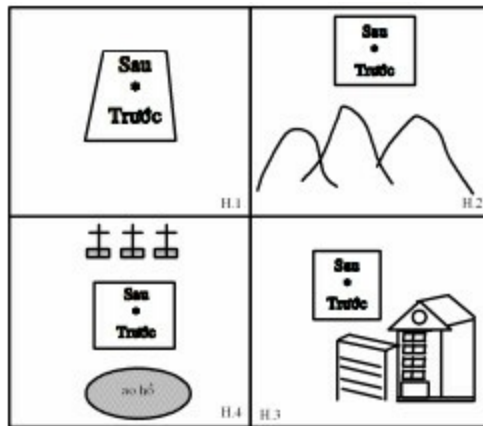 Sau
*
Trước
H.1
Sau
*
Trước
H.2
Sau
*
Trước
ao hồ
H.4
Sau
*
Trước
H.3